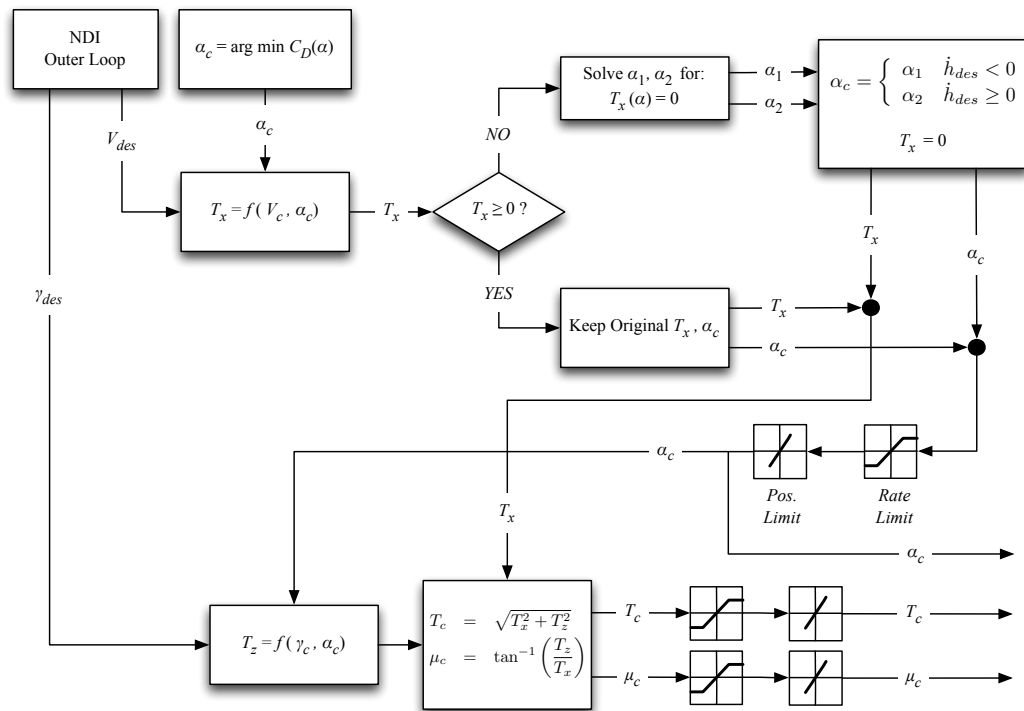 NDI
Outer Loop
α_c = arg min C_D(α)
Solve α_1, α_2 for:
T_x(α) = 0
α_1
α_2
α_c = { α_1 ḣ_des < 0
α_2 ḣ_des ≥ 0
T_x = 0
V_des
α_c
NO
T_x = f( V_c , α_c)
T_x
T_x ≥ 0 ?
T_x
α_c
γ_des
YES
Keep Original T_x , α_c
T_x
α_c
α_c
Pos.
Limit
Rate
Limit
T_x
α_c
T_z = f( γ_c , α_c)
T_c = √(T_x^2 + T_z^2)
μ_c = tan^-1 (T_z/T_x)
T_c
T_c
μ_c
μ_c